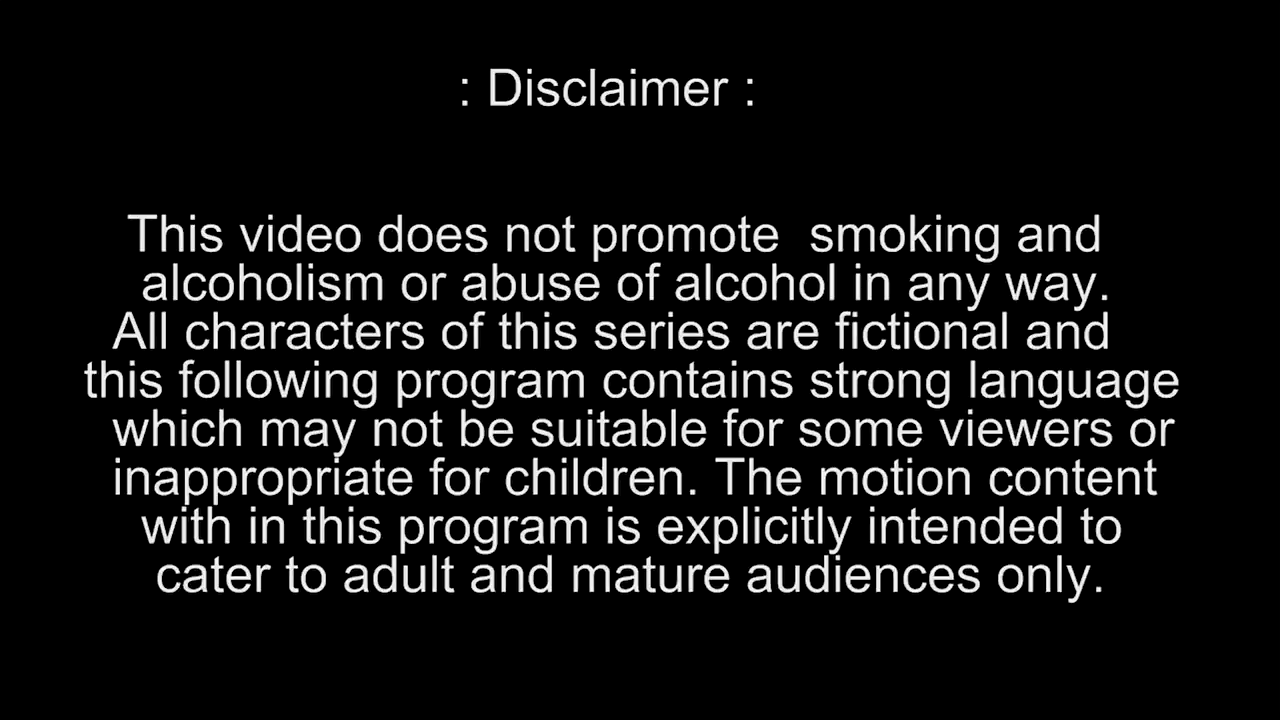 : Disclaimer :
This video does not promote  smoking and
alcoholism or abuse of alcohol in any way.
All characters of this series are fictional and
this following program contains strong language
which may not be suitable for some viewers or
inappropriate for children. The motion content
with in this program is explicitly intended to
cater to adult and mature audiences only.